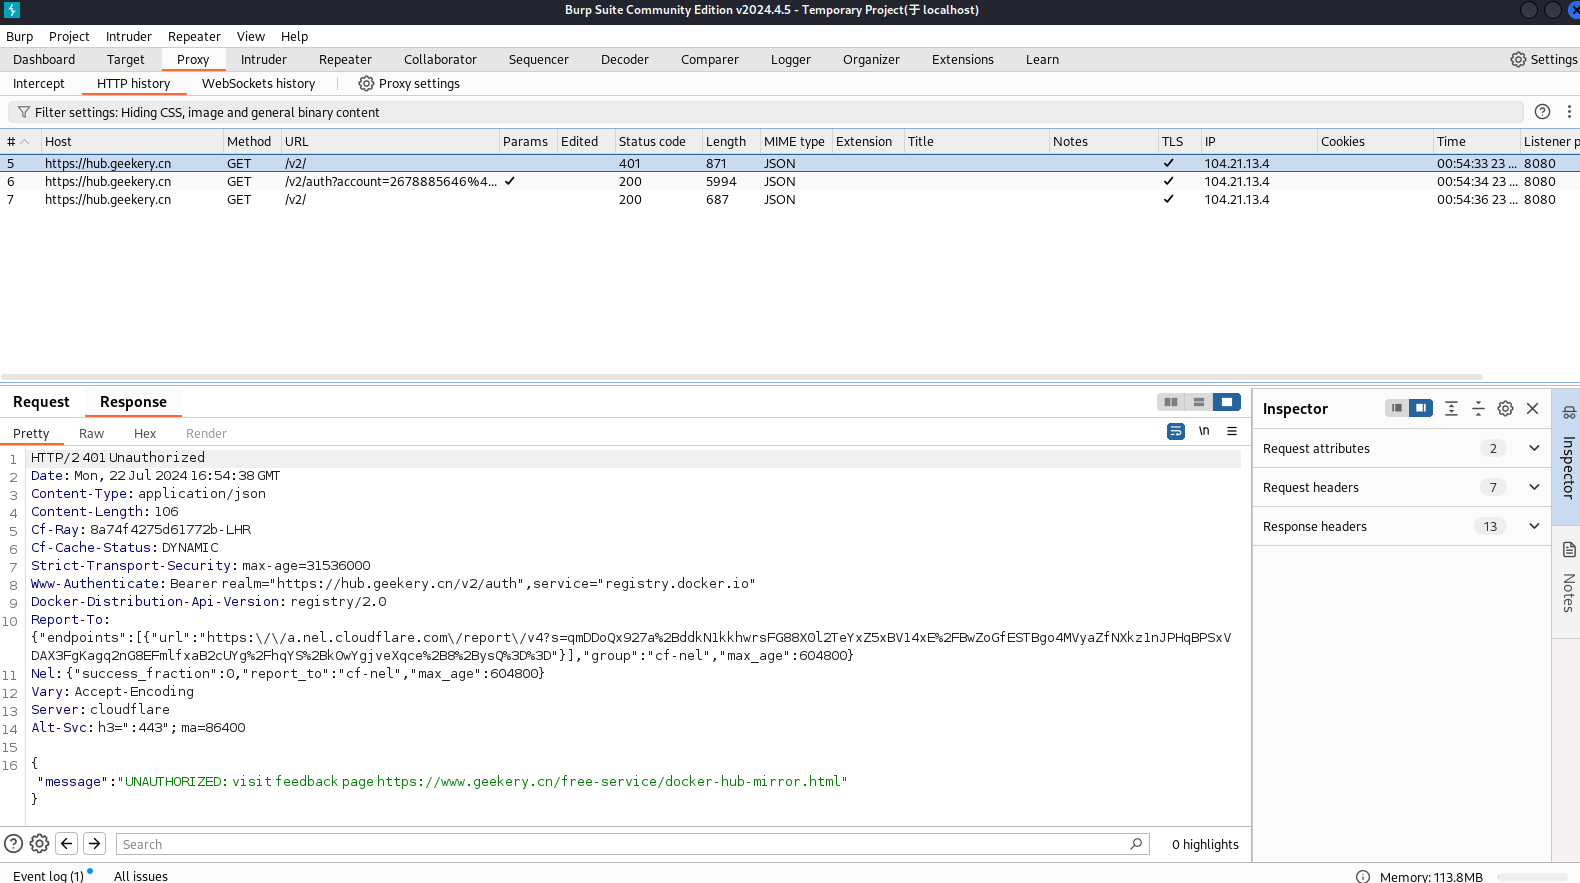 Burp Suite Community Edition v2024.4.5 - Temporary Project(于 localhost)
Burp Project Intruder Repeater View Help
Dashboard Target Proxy Intruder Repeater Collaborator Sequencer Decoder Comparer Logger Organizer Extensions Learn Settings
Intercept HTTP history WebSockets history Proxy settings
Filter settings: Hiding CSS, image and general binary content
# Host Method URL Params Edited Status code Length MIME type Extension Title Notes TLS IP Cookies Time Listener p
5 https://hub.geekery.cn GET /v2/ 401 871 JSON ✓ 104.21.13.4 00:54:33 23 ... 8080
6 https://hub.geekery.cn GET /v2/auth?account=2678885646%4... ✓ 200 5994 JSON ✓ 104.21.13.4 00:54:34 23 ... 8080
7 https://hub.geekery.cn GET /v2/ 200 687 JSON ✓ 104.21.13.4 00:54:36 23 ... 8080
Request Response
Pretty Raw Hex Render \n
1 HTTP/2 401 Unauthorized
2 Date: Mon, 22 Jul 2024 16:54:38 GMT
3 Content-Type: application/json
4 Content-Length: 106
5 Cf-Ray: 8a74f4275d61772b-LHR
6 Cf-Cache-Status: DYNAMIC
7 Strict-Transport-Security: max-age=31536000
8 Www-Authenticate: Bearer realm="https://hub.geekery.cn/v2/auth",service="registry.docker.io"
9 Docker-Distribution-Api-Version: registry/2.0
10 Report-To:
{"endpoints":[{"url":"https:\/\/a.nel.cloudflare.com\/report\/v4?s=qmDDoQx927a%2BddkN1kkhwrsFG88XOl2TeYxZ5xBV14xE%2FBwZoGfESTBgo4MVyaZfNXkz1nJPHqBPSxV
DAX3FgKagq2nG8EFmlfxaB2cUYg%2FhqYS%2BkOwYgjveXqce%2B8%2BysQ%3D%3D"}],"group":"cf-nel","max_age":604800}
11 Nel: {"success_fraction":0,"report_to":"cf-nel","max_age":604800}
12 Vary: Accept-Encoding
13 Server: cloudflare
14 Alt-Svc: h3=":443"; ma=86400
15
16 {
"message":"UNAUTHORIZED: visit feedback page https://www.geekery.cn/free-service/docker-hub-mirror.html"
}
Search 0 highlights
Inspector
Request attributes 2
Request headers 7
Response headers 13
Inspector
Notes
Event log (1) All issues Memory: 113.8MB